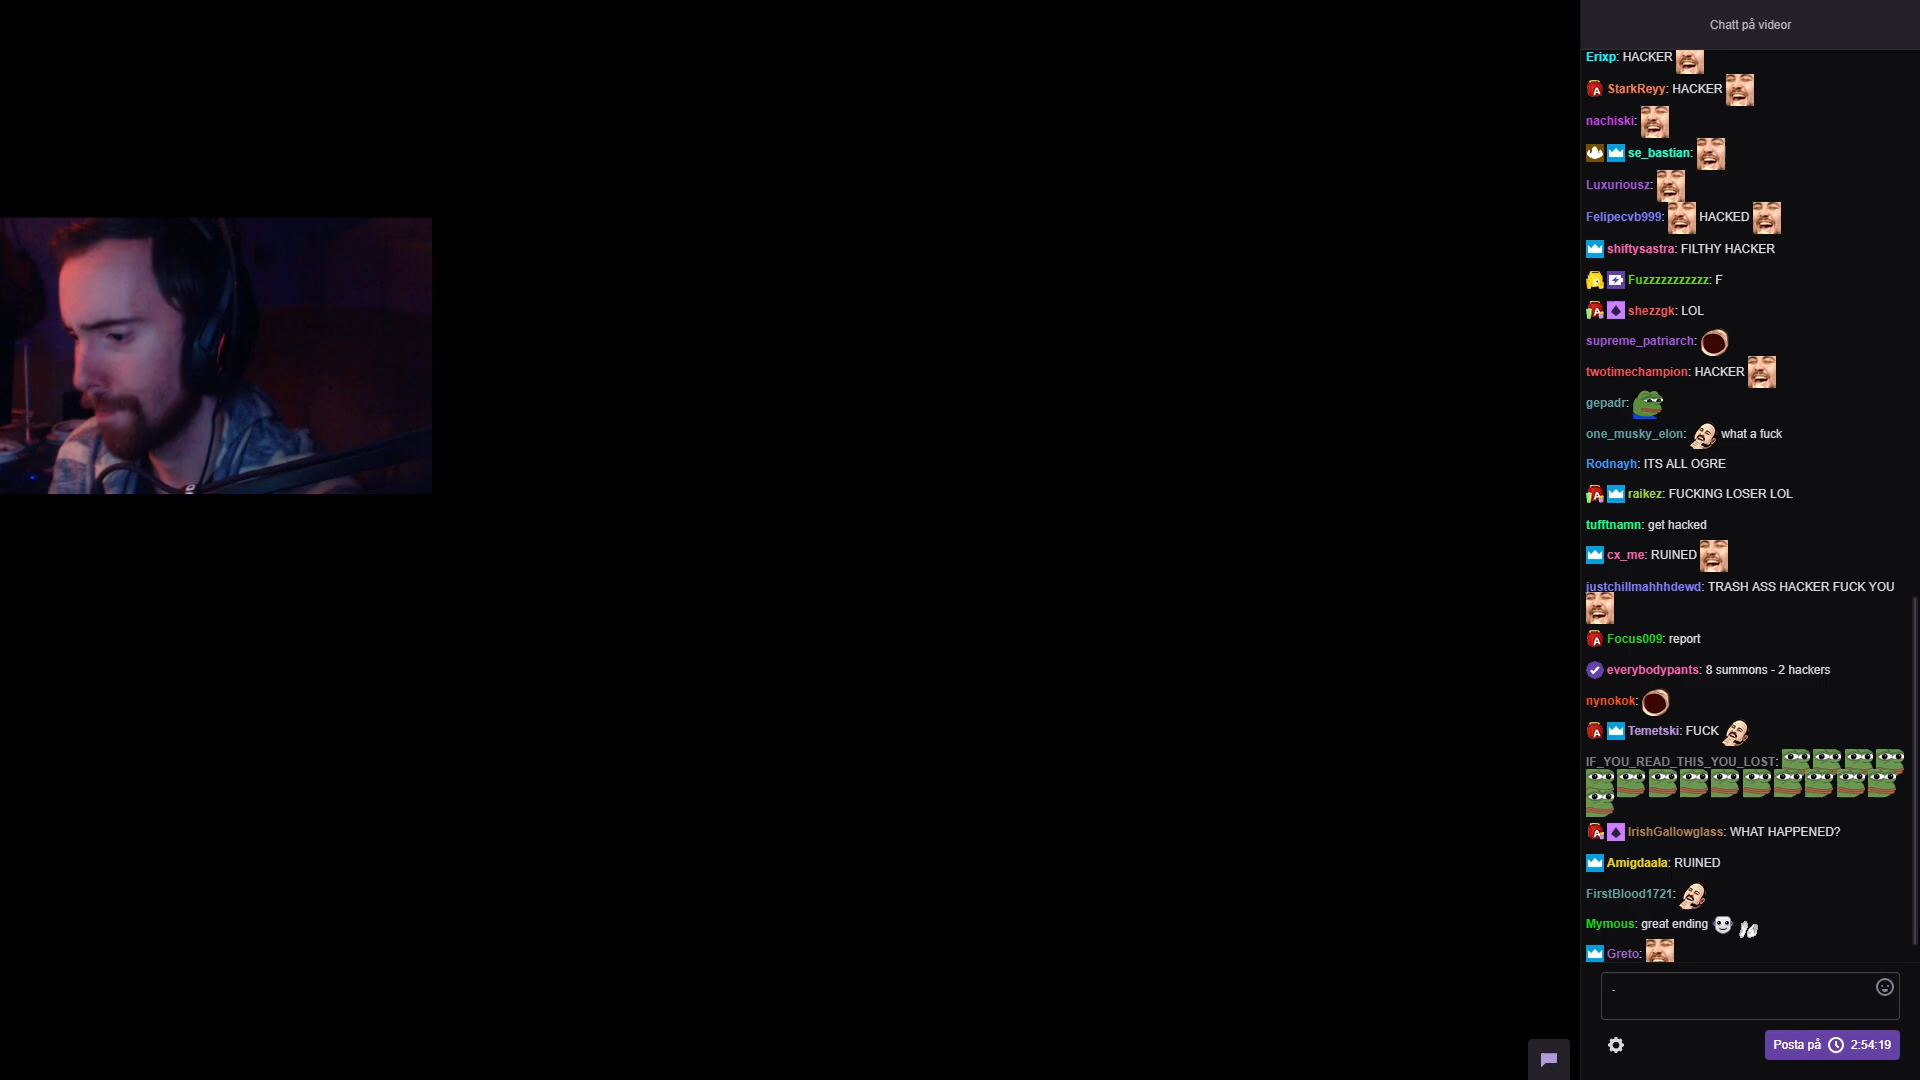 Chatt på videor
Erixp: HACKER
StarkReyy: HACKER
nachiski:
se_bastian:
Luxuriousz:
Felipecvb999: HACKED
shiftysastra: FILTHY HACKER
Fuzzzzzzzzzzz: F
shezzgk: LOL
supreme_patriarch:
twotimechampion: HACKER
gepadr:
one_musky_elon: what a fuck
Rodnayh: ITS ALL OGRE
raikez: FUCKING LOSER LOL
tufftnamn: get hacked
cx_me: RUINED
justchillmahhhdewd: TRASH ASS HACKER FUCK YOU
Focus009: report
everybodypants: 8 summons - 2 hackers
nynokok:
Temetski: FUCK
IF_YOU_READ_THIS_YOU_LOST:
IrishGallowglass: WHAT HAPPENED?
Amigdaala: RUINED
FirstBlood1721:
Mymous: great ending
Greto:
-
Posta på 2:54:19